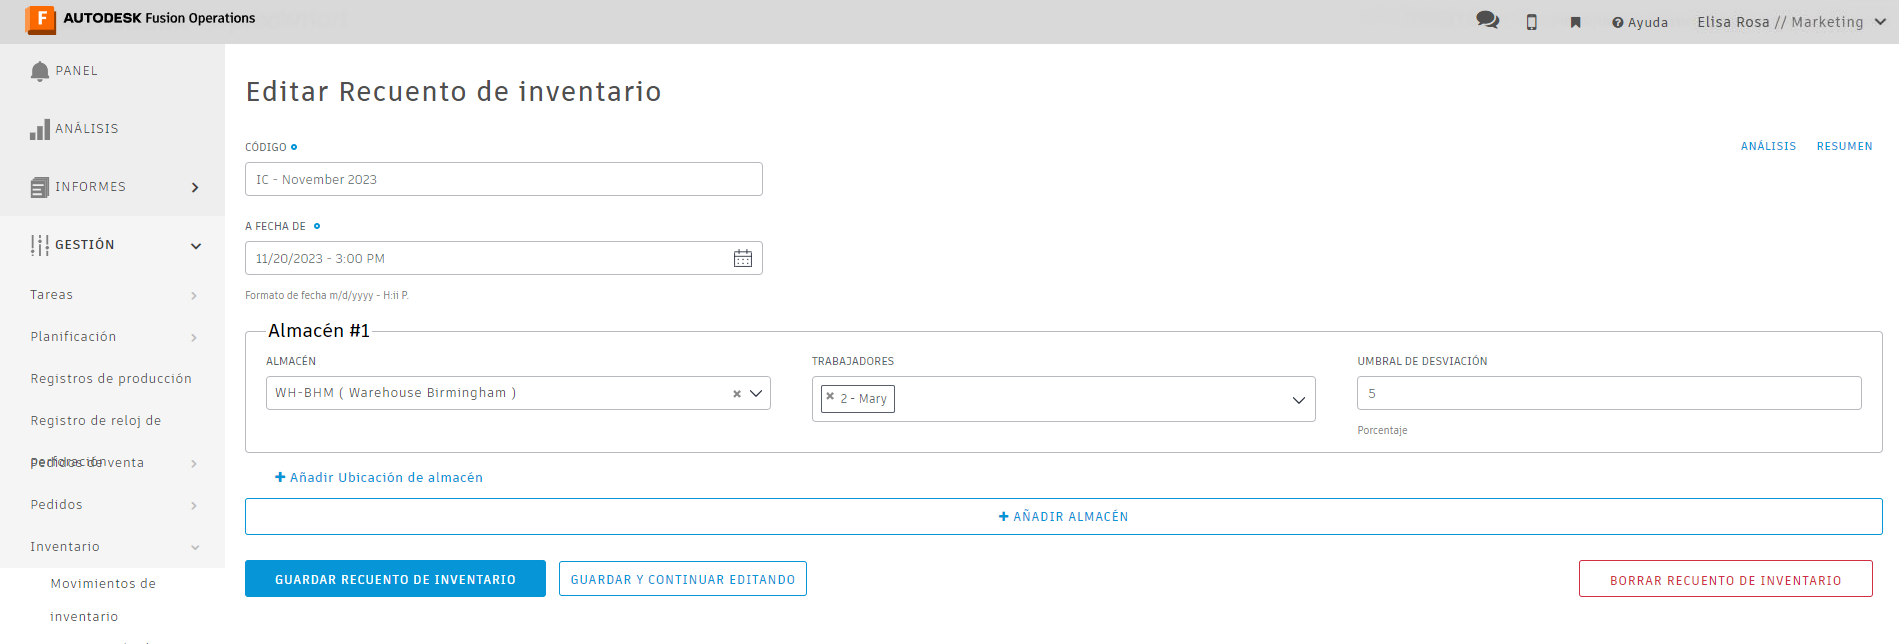 AUTODESK Fusion Operations
Ayuda
Elisa Rosa // Marketing
PANEL
ANÁLISIS
INFORMES
GESTIÓN
Tareas
Planificación
Registros de producción
Registro de reloj de
perforación
Pedidos de venta
Pedidos
Inventario
Movimientos de
inventario
Editar Recuento de inventario
ANÁLISIS RESUMEN
CÓDIGO
IC - November 2023
A FECHA DE
11/20/2023 - 3:00 PM
Formato de fecha m/d/yyyy - H:ii P.
Almacén #1
ALMACÉN
WH-BHM ( Warehouse Birmingham )
TRABAJADORES
2 - Mary
UMBRAL DE DESVIACIÓN
5
Porcentaje
Añadir Ubicación de almacén
AÑADIR ALMACÉN
GUARDAR RECUENTO DE INVENTARIO
GUARDAR Y CONTINUAR EDITANDO
BORRAR RECUENTO DE INVENTARIO